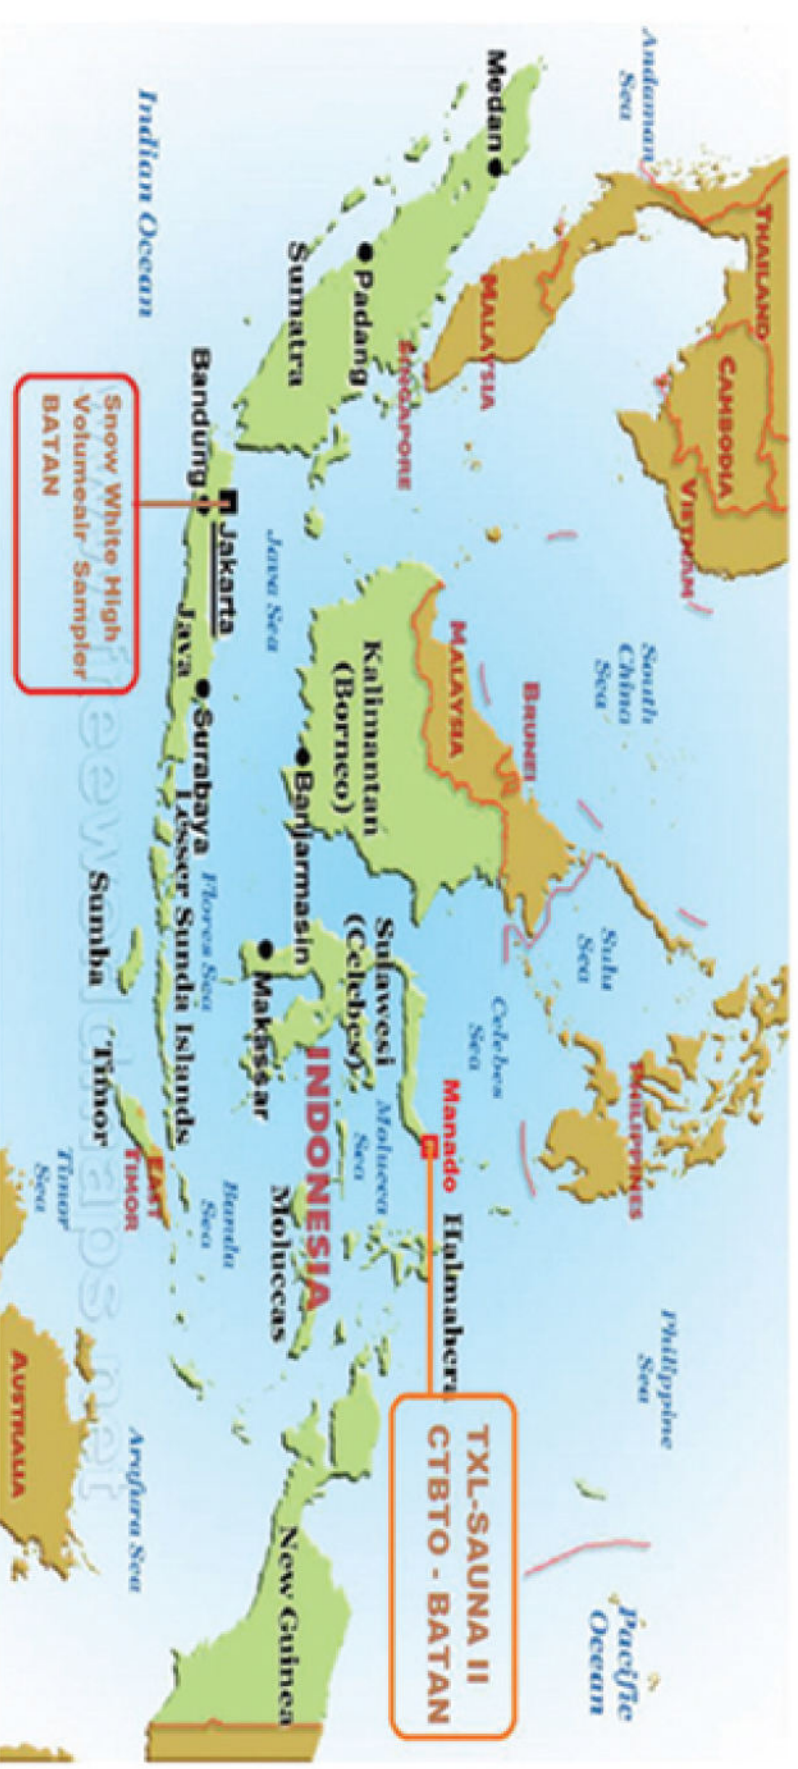 Andaman
Sea
THAILAND
CAMBODIA
VIETNAM
South
China
Sea
Sulu
Sea
PHILIPPINES
Philippine
Sea
Pacific
Ocean
Medan
MALAYSIA
SINGAPORE
MALAYSIA
BRUNEI
Celebes
Sea
Manado
Halmahera
TXL-SAUNA II
CTBTO - BATAN
Padang
Sumatra
Kalimantan
(Borneo)
Sulawesi
(Celebes)
Molucca
Sea
INDONESIA
Moluccas
New Guinea
Java Sea
Banjarmasin
Makassar
Indian Ocean
Bandung
Jakarta
Java
Surabaya
Flores Sea
Lesser Sunda Islands
Banda
Sea
Snow White High
Volumeair Sampler
BATAN
Sumba
Timor
EAST
TIMOR
Timor
Sea
Arafura Sea
AUSTRALIA